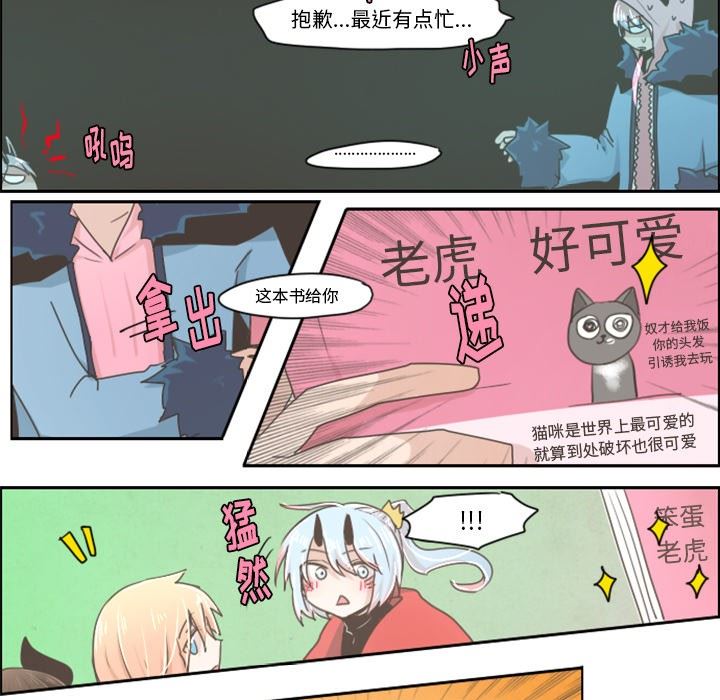 抱歉...最近有点忙...
小声
吼呜
.....................
拿出
这本书给你
老虎 好可爱
递
奴才给我饭
你的头发
引诱我去玩
猫咪是世界上最可爱的
就算到处破坏也很可爱
猛然
!!!
笨蛋
老虎